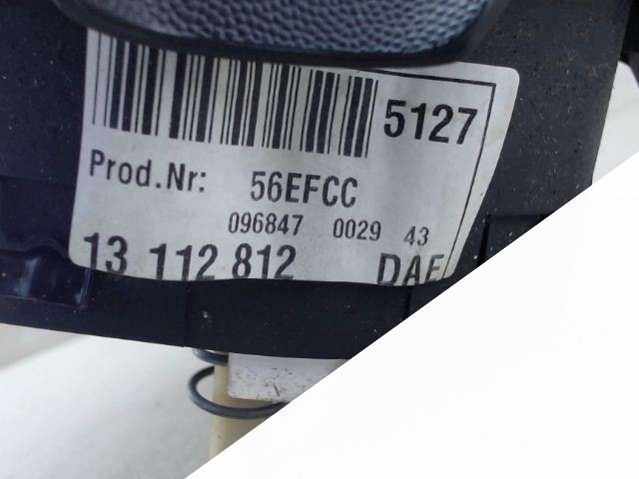 5127
Prod.Nr: 56EFCC
096847 0029 43
13 112 812 DAE